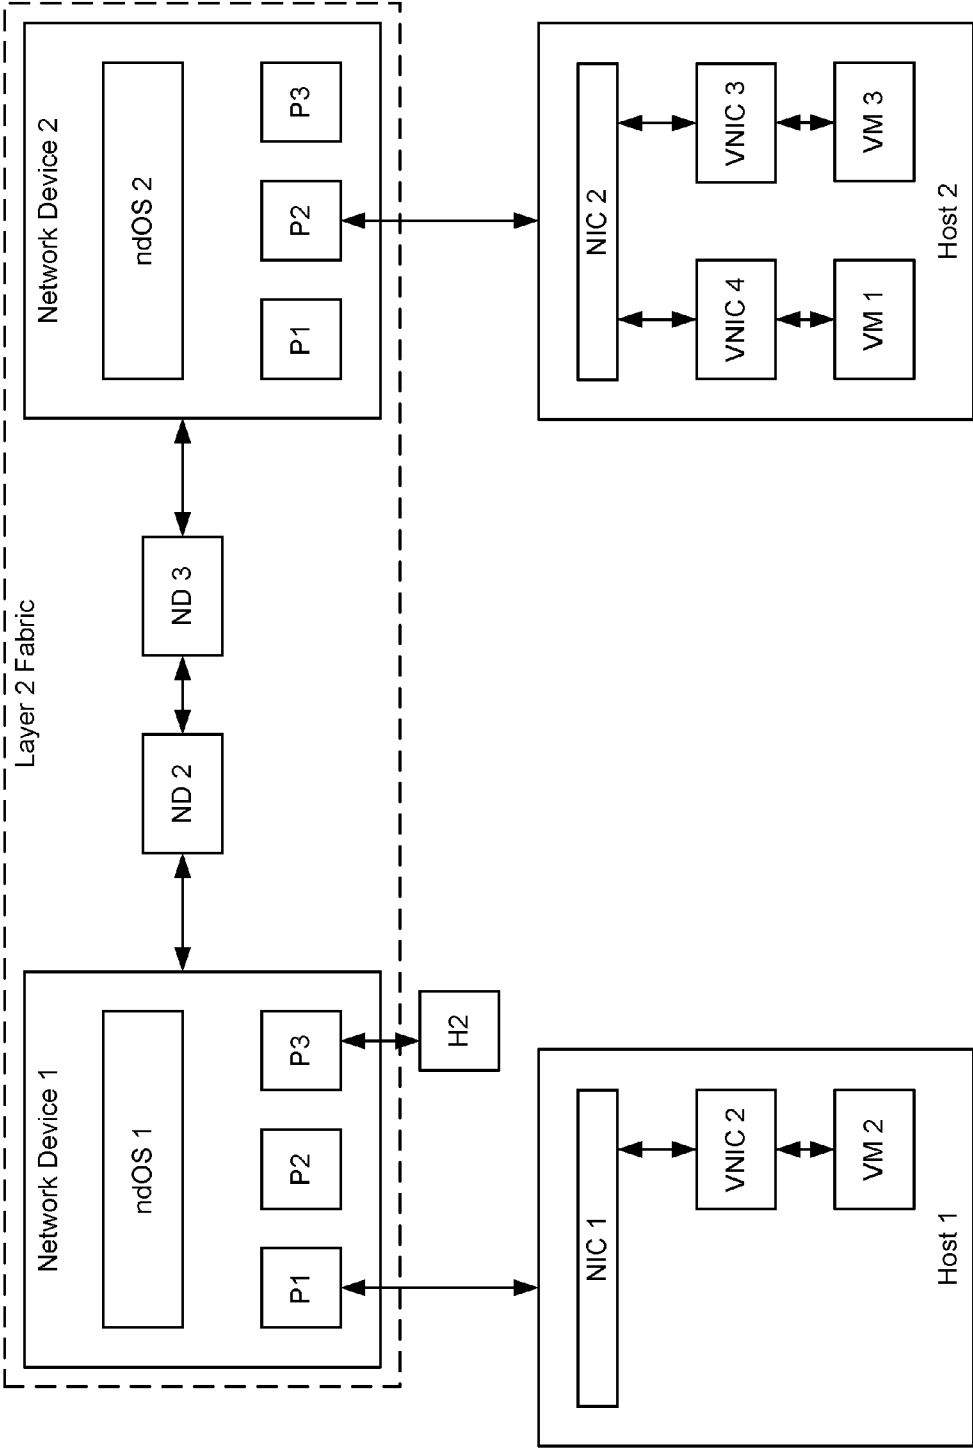 Layer 2 Fabric
Network Device 1
ndOS 1
P1
P2
P3
ND 2
ND 3
Network Device 2
ndOS 2
P1
P2
P3
H2
NIC 1
VNIC 2
VM 2
Host 1
NIC 2
VNIC 4
VNIC 3
VM 1
VM 3
Host 2